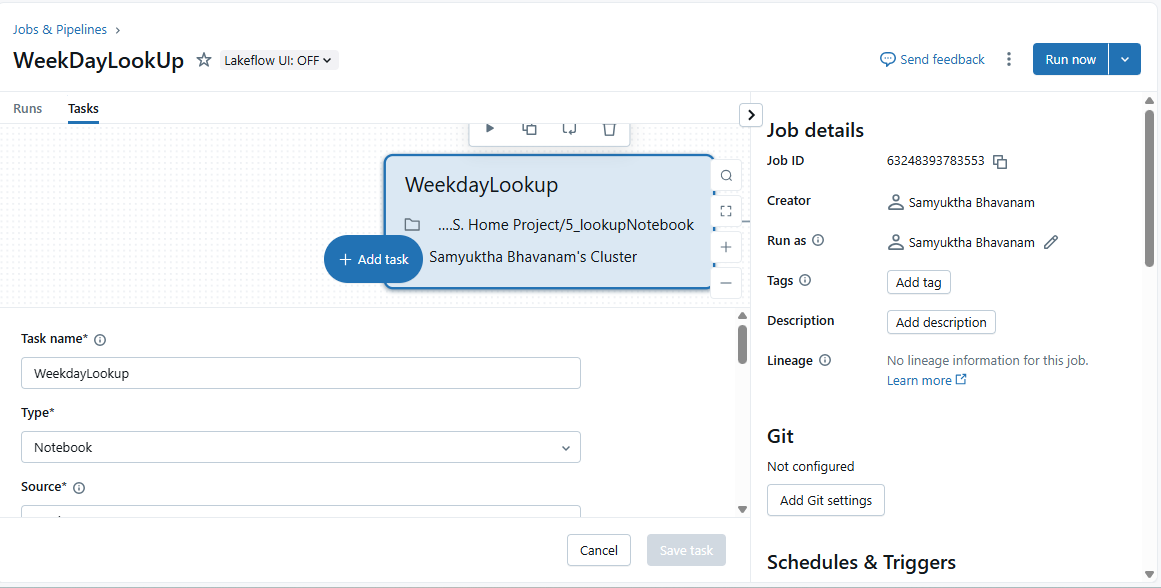 Jobs & Pipelines
WeekDayLookUp
Lakeflow UI: OFF
Send feedback
Run now
Runs
Tasks
WeekdayLookup
....S. Home Project/5_lookupNotebook
Samyuktha Bhavanam's Cluster
Add task
Task name*
WeekdayLookup
Type*
Notebook
Source*
Cancel
Save task
Job details
Job ID
63248393783553
Creator
Samyuktha Bhavanam
Run as
Samyuktha Bhavanam
Tags
Add tag
Description
Add description
Lineage
No lineage information for this job.
Learn more
Git
Not configured
Add Git settings
Schedules & Triggers